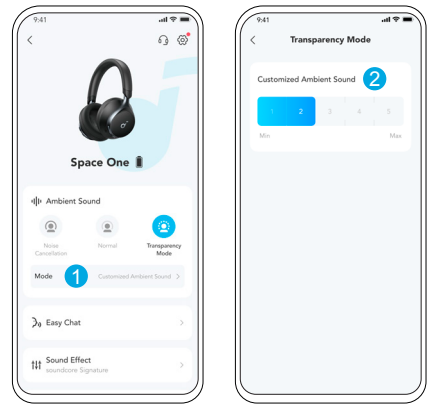 9:41
Space One
Ambient Sound
Noise
Cancellation
Normal
Transparency
Mode
Mode
1
Customized Ambient Sound >
Easy Chat
>
Sound Effect
soundcore Signature
>
9:41
Transparency Mode
Customized Ambient Sound
2
1 2 3 4 5
Min Max